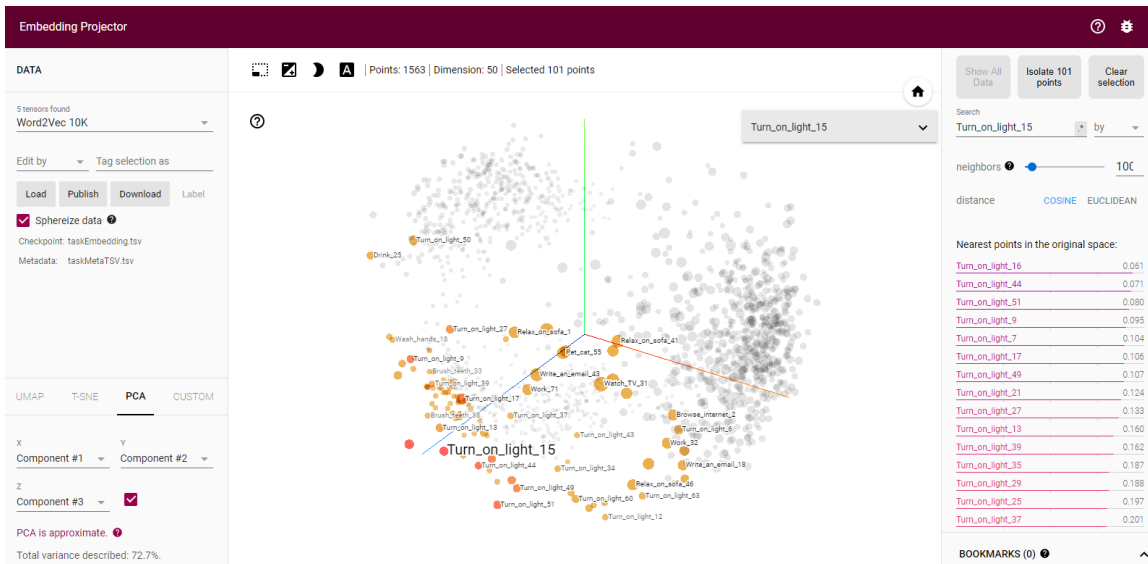 Embedding Projector
DATA
5 tensors found
Word2Vec 10K
Edit by
Tag selection as
Load
Publish
Download
Label
Sphereize data
Checkpoint: taskEmbedding.tsv
Metadata: taskMetaTSV.tsv
UMAP
T-SNE
PCA
CUSTOM
X
Component #1
Y
Component #2
Z
Component #3
PCA is approximate.
Total variance described: 72.7%.
A
Points: 1563 | Dimension: 50 | Selected 101 points
Turn_on_light_15
Turn_on_light_50
Drink_25
Turn_on_light_27
Relax_on_sofa_1
Wash_hands_18
Relax_on_sofa_41
Pet_cat_55
Turn_on_light_9
Brush_teeth_33
Write_an_email_43
Turn_on_light_39
Work_71
Watch_TV_31
Turn_on_light_17
Brush_teeth_38
Turn_on_light_37
Browse_internet_2
Turn_on_light_13
Turn_on_light_6
Turn_on_light_43
Work_32
Turn_on_light_15
Turn_on_light_44
Turn_on_light_34
Write_an_email_18
Turn_on_light_49
Relax_on_sofa_46
Turn_on_light_51
Turn_on_light_60
Turn_on_light_63
Turn_on_light_12
Show All Data
Isolate 101 points
Clear selection
Search
Turn_on_light_15
.*
by
neighbors
100
distance
COSINE
EUCLIDEAN
Nearest points in the original space:
Turn_on_light_16 0.061
Turn_on_light_44 0.071
Turn_on_light_51 0.080
Turn_on_light_9 0.095
Turn_on_light_7 0.104
Turn_on_light_17 0.106
Turn_on_light_49 0.107
Turn_on_light_21 0.124
Turn_on_light_27 0.133
Turn_on_light_13 0.160
Turn_on_light_39 0.162
Turn_on_light_35 0.187
Turn_on_light_29 0.188
Turn_on_light_25 0.197
Turn_on_light_37 0.201
BOOKMARKS (0)